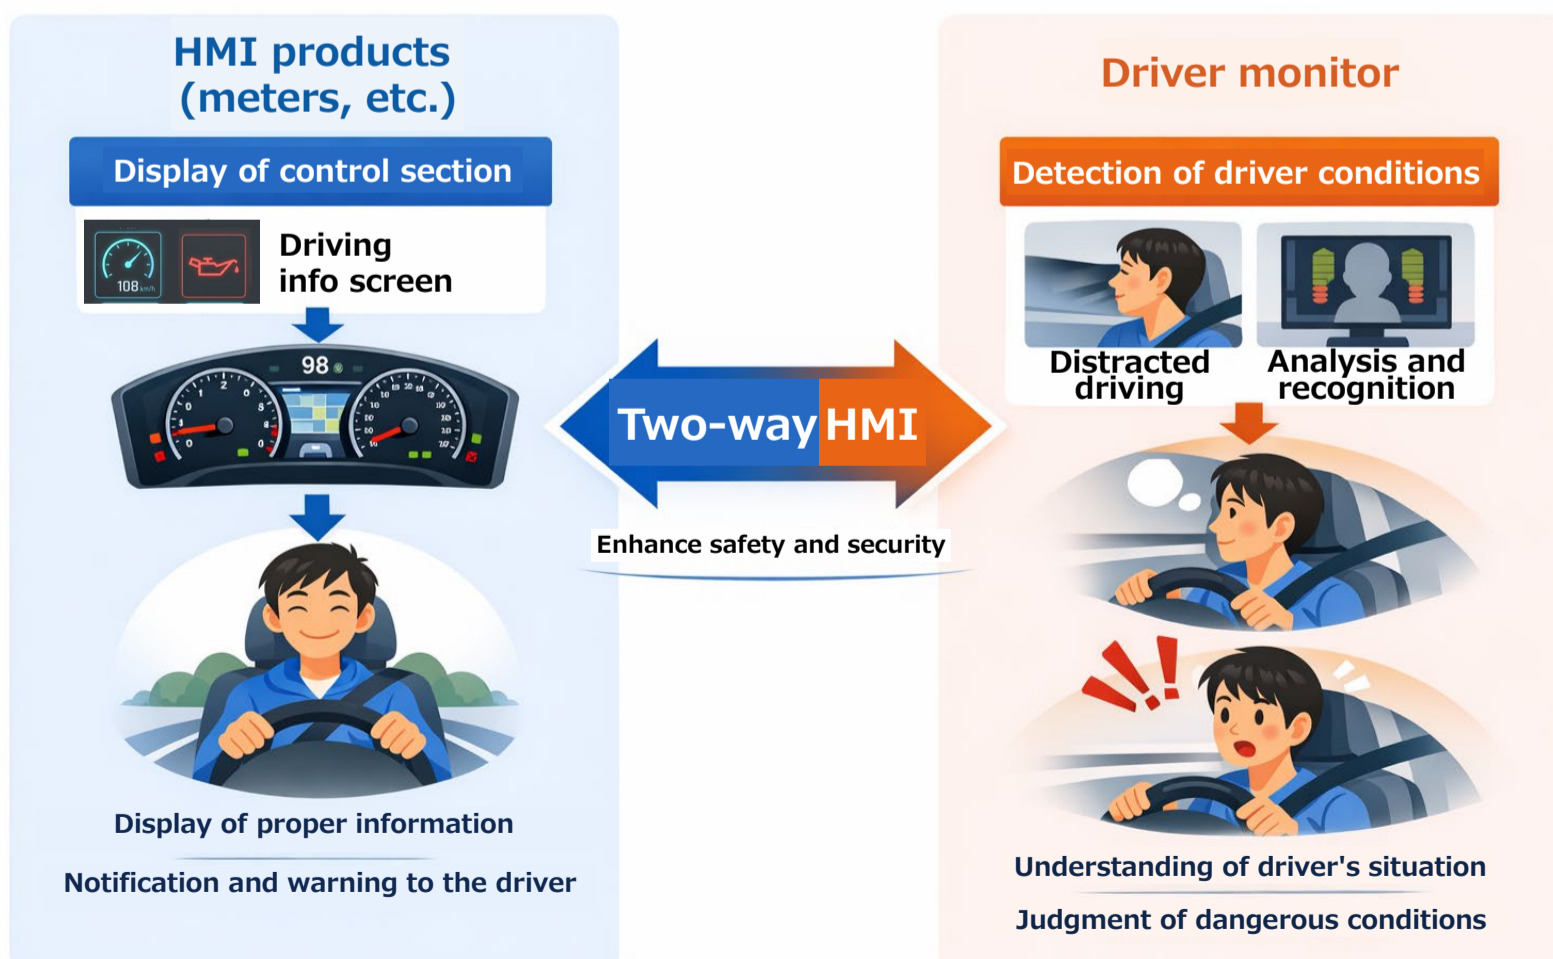 HMI products
(meters, etc.)
Display of control section
108 km/h
Driving
info screen
98
Display of proper information
Notification and warning to the driver
Two-way HMI
Enhance safety and security
Driver monitor
Detection of driver conditions
Distracted
driving
Analysis and
recognition
Understanding of driver's situation
Judgment of dangerous conditions